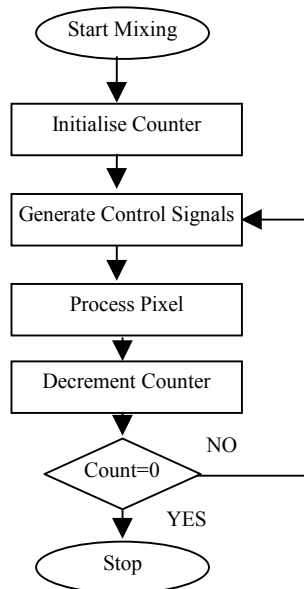 Start Mixing
Initialise Counter
Generate Control Signals
Process Pixel
Decrement Counter
Count=0
NO
YES
Stop